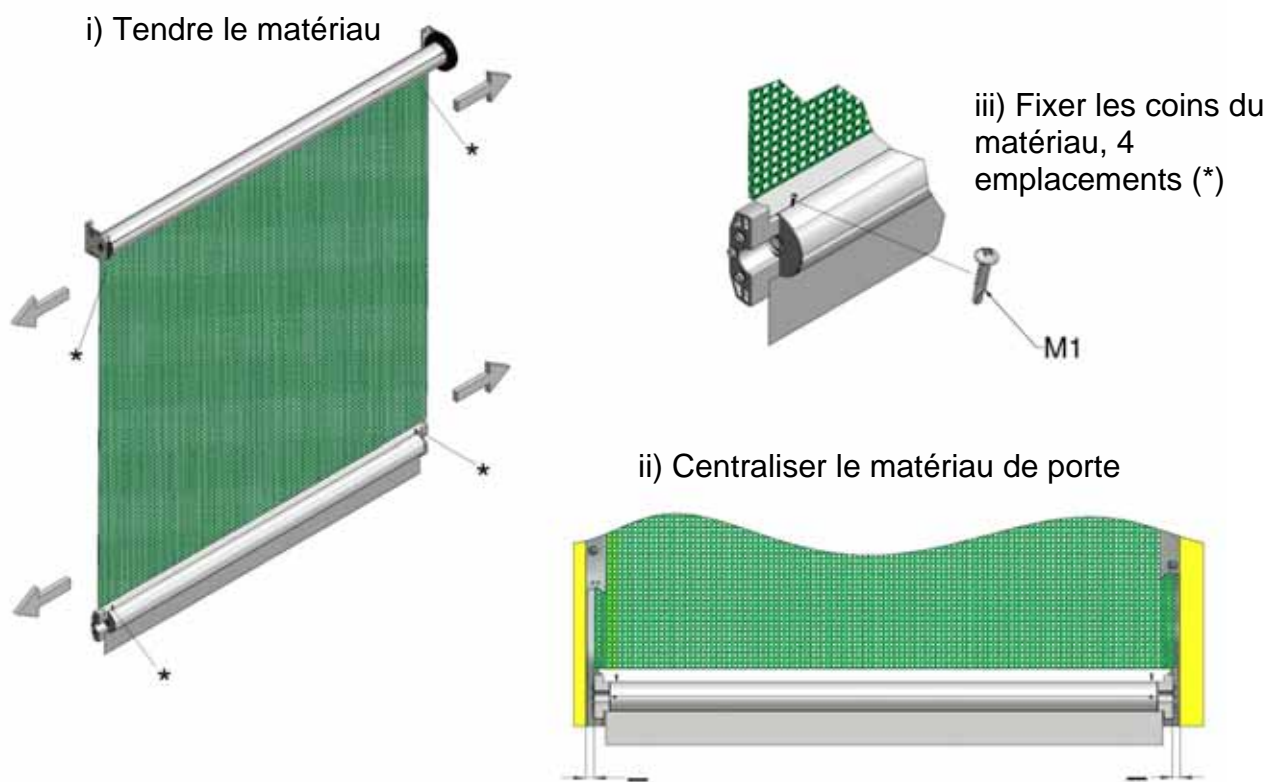 i) Tendre le matériau
*
*
*
*
iii) Fixer les coins du
matériau, 4
emplacements (*)
M1
ii) Centraliser le matériau de porte